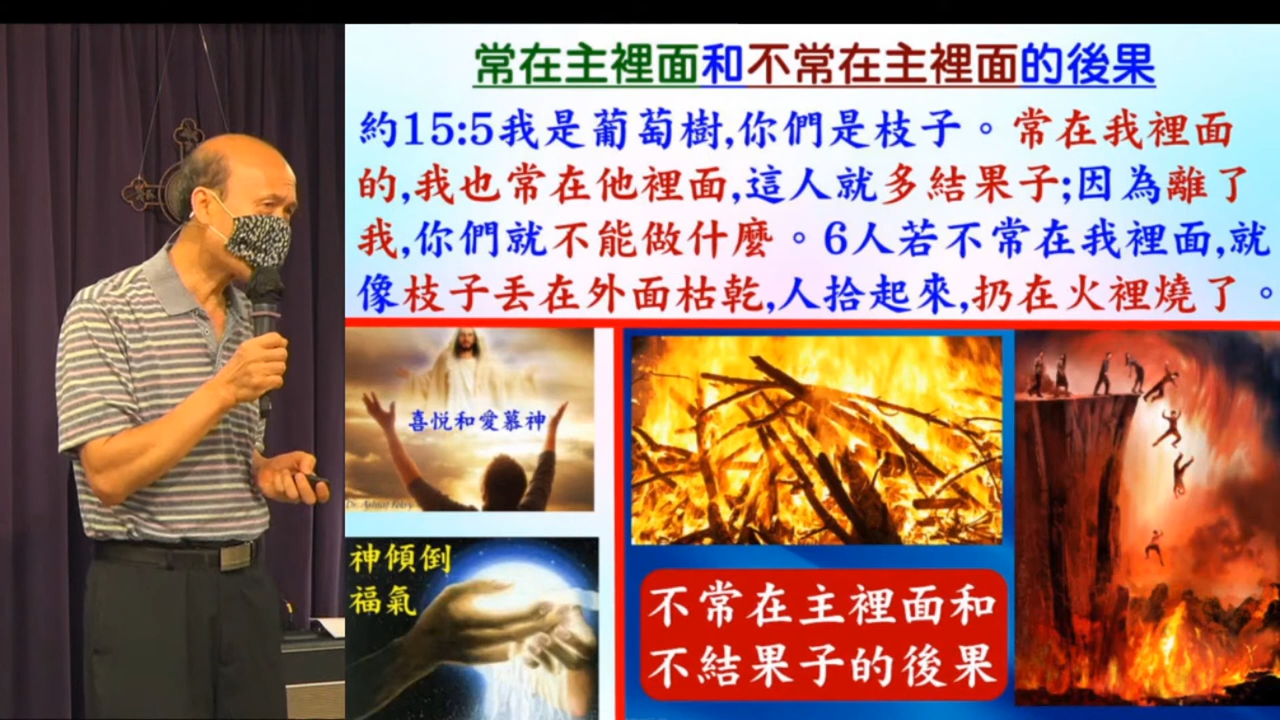 常在主裡面和不常在主裡面的後果
約15:5我是葡萄樹,你們是枝子。常在我裡面
的,我也常在他裡面,這人就多結果子;因為離了
我,你們就不能做什麼。6人若不常在我裡面,就
像枝子丟在外面枯乾,人拾起來,扔在火裡燒了。
喜悅和愛慕神
神傾倒
福氣
不常在主裡面和
不結果子的後果